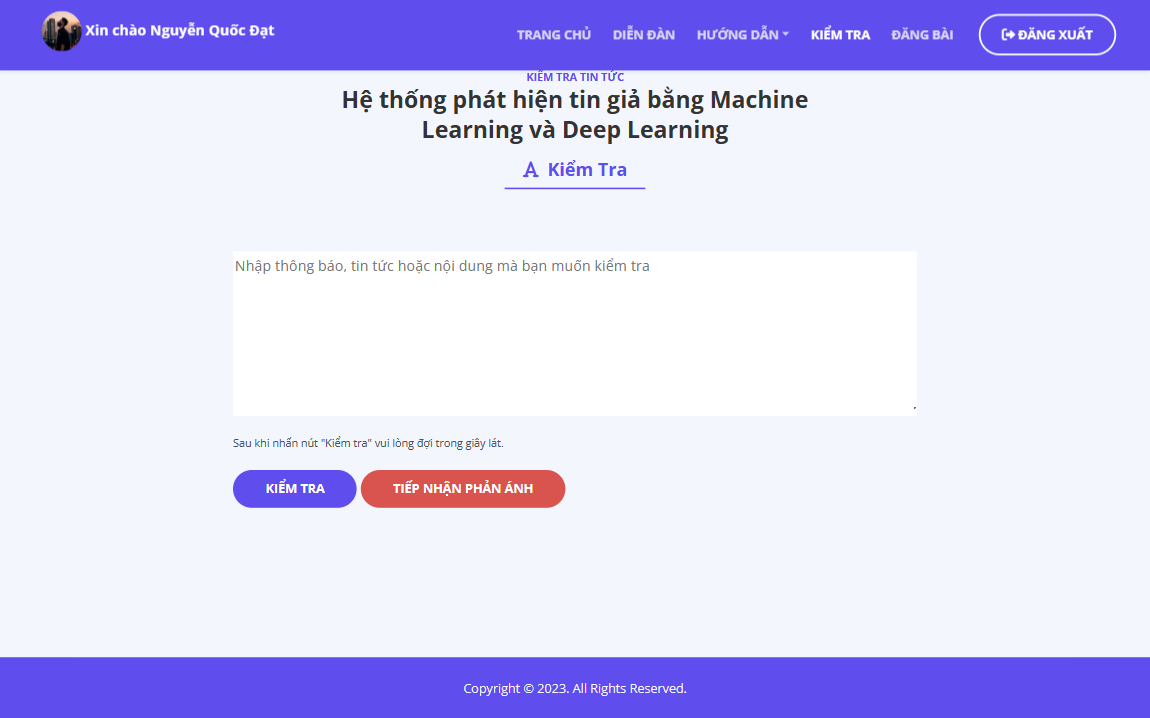 Xin chào Nguyễn Quốc Đạt
TRANG CHỦ DIỄN ĐÀN HƯỚNG DẪN KIỂM TRA ĐĂNG BÀI ĐĂNG XUẤT
KIỂM TRA TIN TỨC
Hệ thống phát hiện tin giả bằng Machine
Learning và Deep Learning
Kiểm Tra
Nhập thông báo, tin tức hoặc nội dung mà bạn muốn kiểm tra
Sau khi nhấn nút "Kiểm tra" vui lòng đợi trong giây lát.
KIỂM TRA TIẾP NHẬN PHẢN ÁNH
Copyright © 2023. All Rights Reserved.